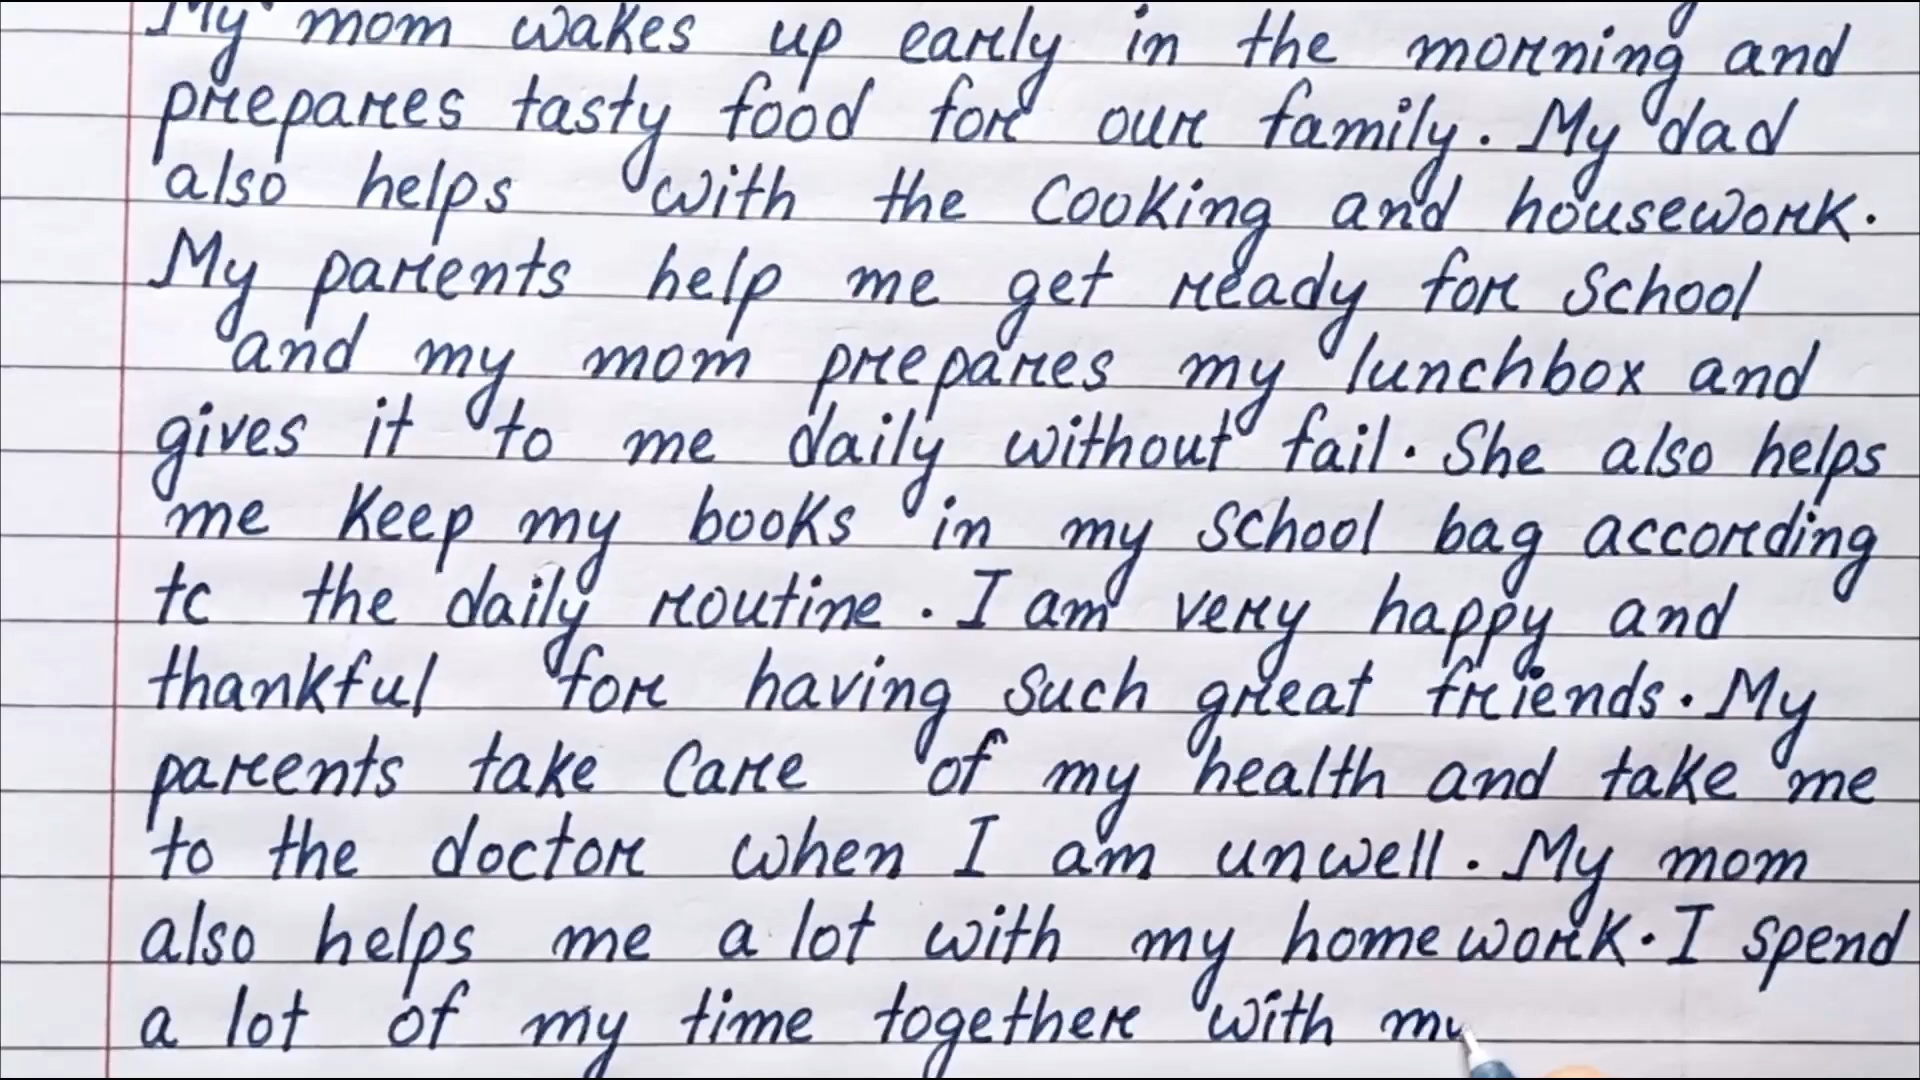 My mom wakes up early in the morning and
prepares tasty food for our family. My dad
also helps with the cooking and housework.
My parents help me get ready for School
and my mom prepares my lunchbox and
gives it to me daily without fail. She also helps
me keep my books in my school bag according
tc the daily routine. I am very happy and
thankful for having such great friends. My
parents take care of my health and take me
to the doctor when I am unwell. My mom
also helps me a lot with my homework. I spend
a lot of my time together with my